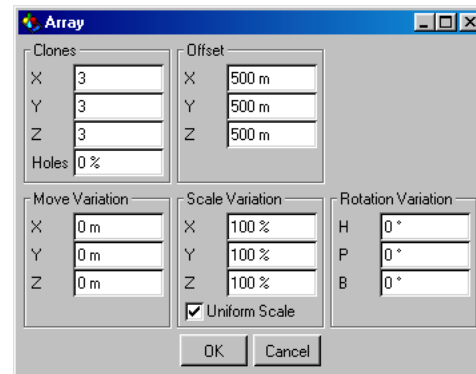 Array
Clones
X 3
Y 3
Z 3
Holes 0 %
Offset
X 500 m
Y 500 m
Z 500 m
Move Variation
X 0 m
Y 0 m
Z 0 m
Scale Variation
X 100 %
Y 100 %
Z 100 %
Uniform Scale
Rotation Variation
H 0 °
P 0 °
B 0 °
OK Cancel